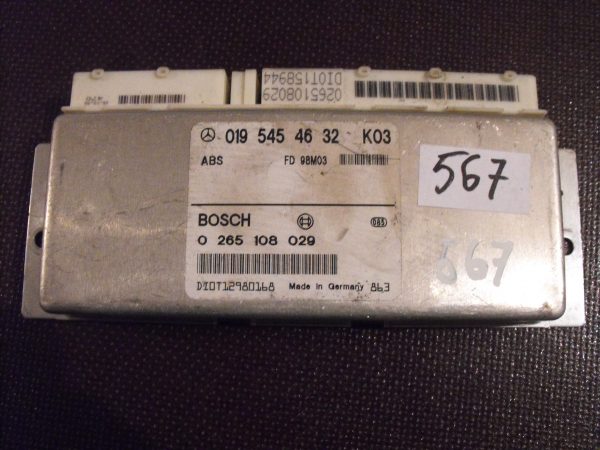 0265108029
DIOT158944
019 545 46 32 K03
ABS FD 98M03
567
BOSCH
083
0 265 108 029
567
DIOT12980168 Made in Germany 863